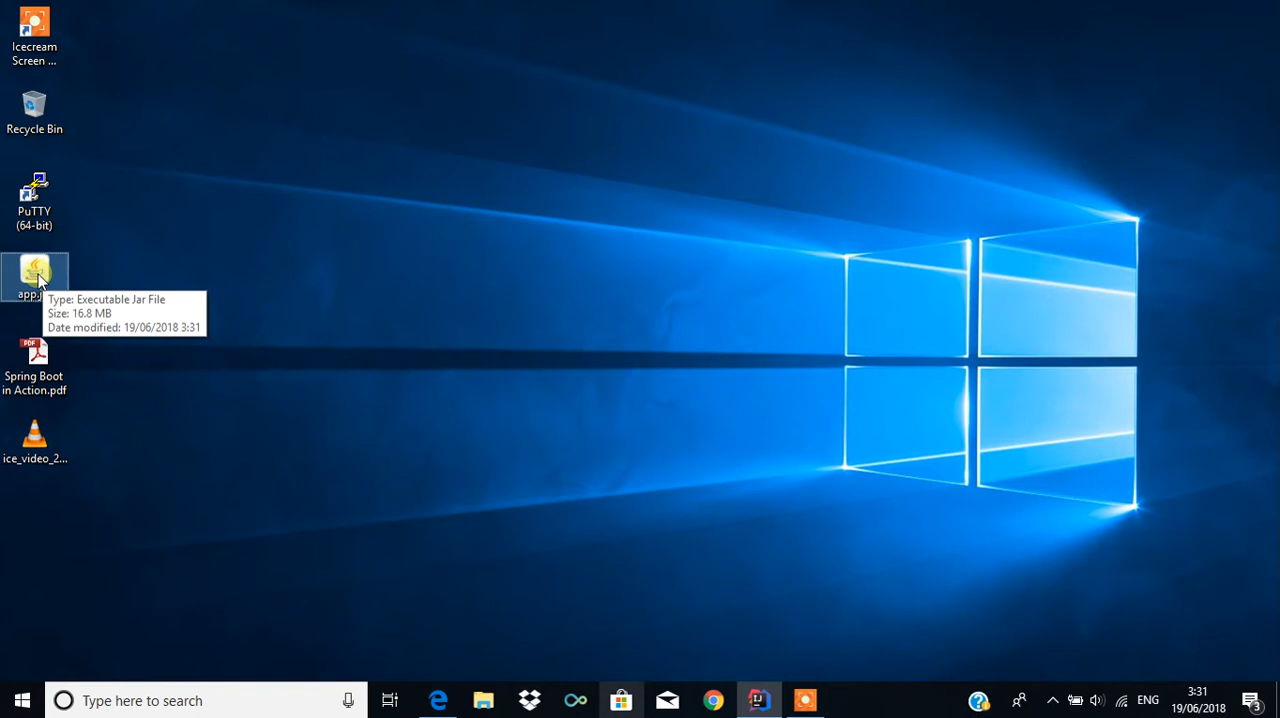 Icecream
Screen ...
Recycle Bin
PuTTY
(64-bit)
Type: Executable Jar File
Size: 16.8 MB
Date modified: 19/06/2018 3:31
PDF
Spring Boot
in Action.pdf
ice_video_2...
Type here to search
ENG
3:31
19/06/2018
3